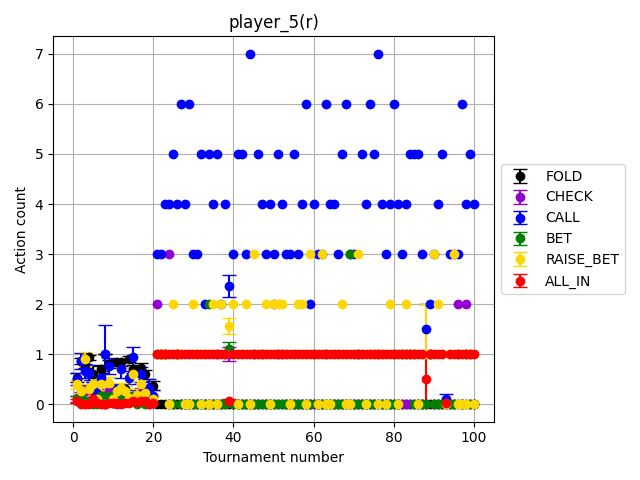 player_5(r)
Action count
7
6
5
4
3
2
1
0
0
20
40
60
80
100
Tournament number
FOLD
CHECK
CALL
BET
RAISE_BET
ALL_IN